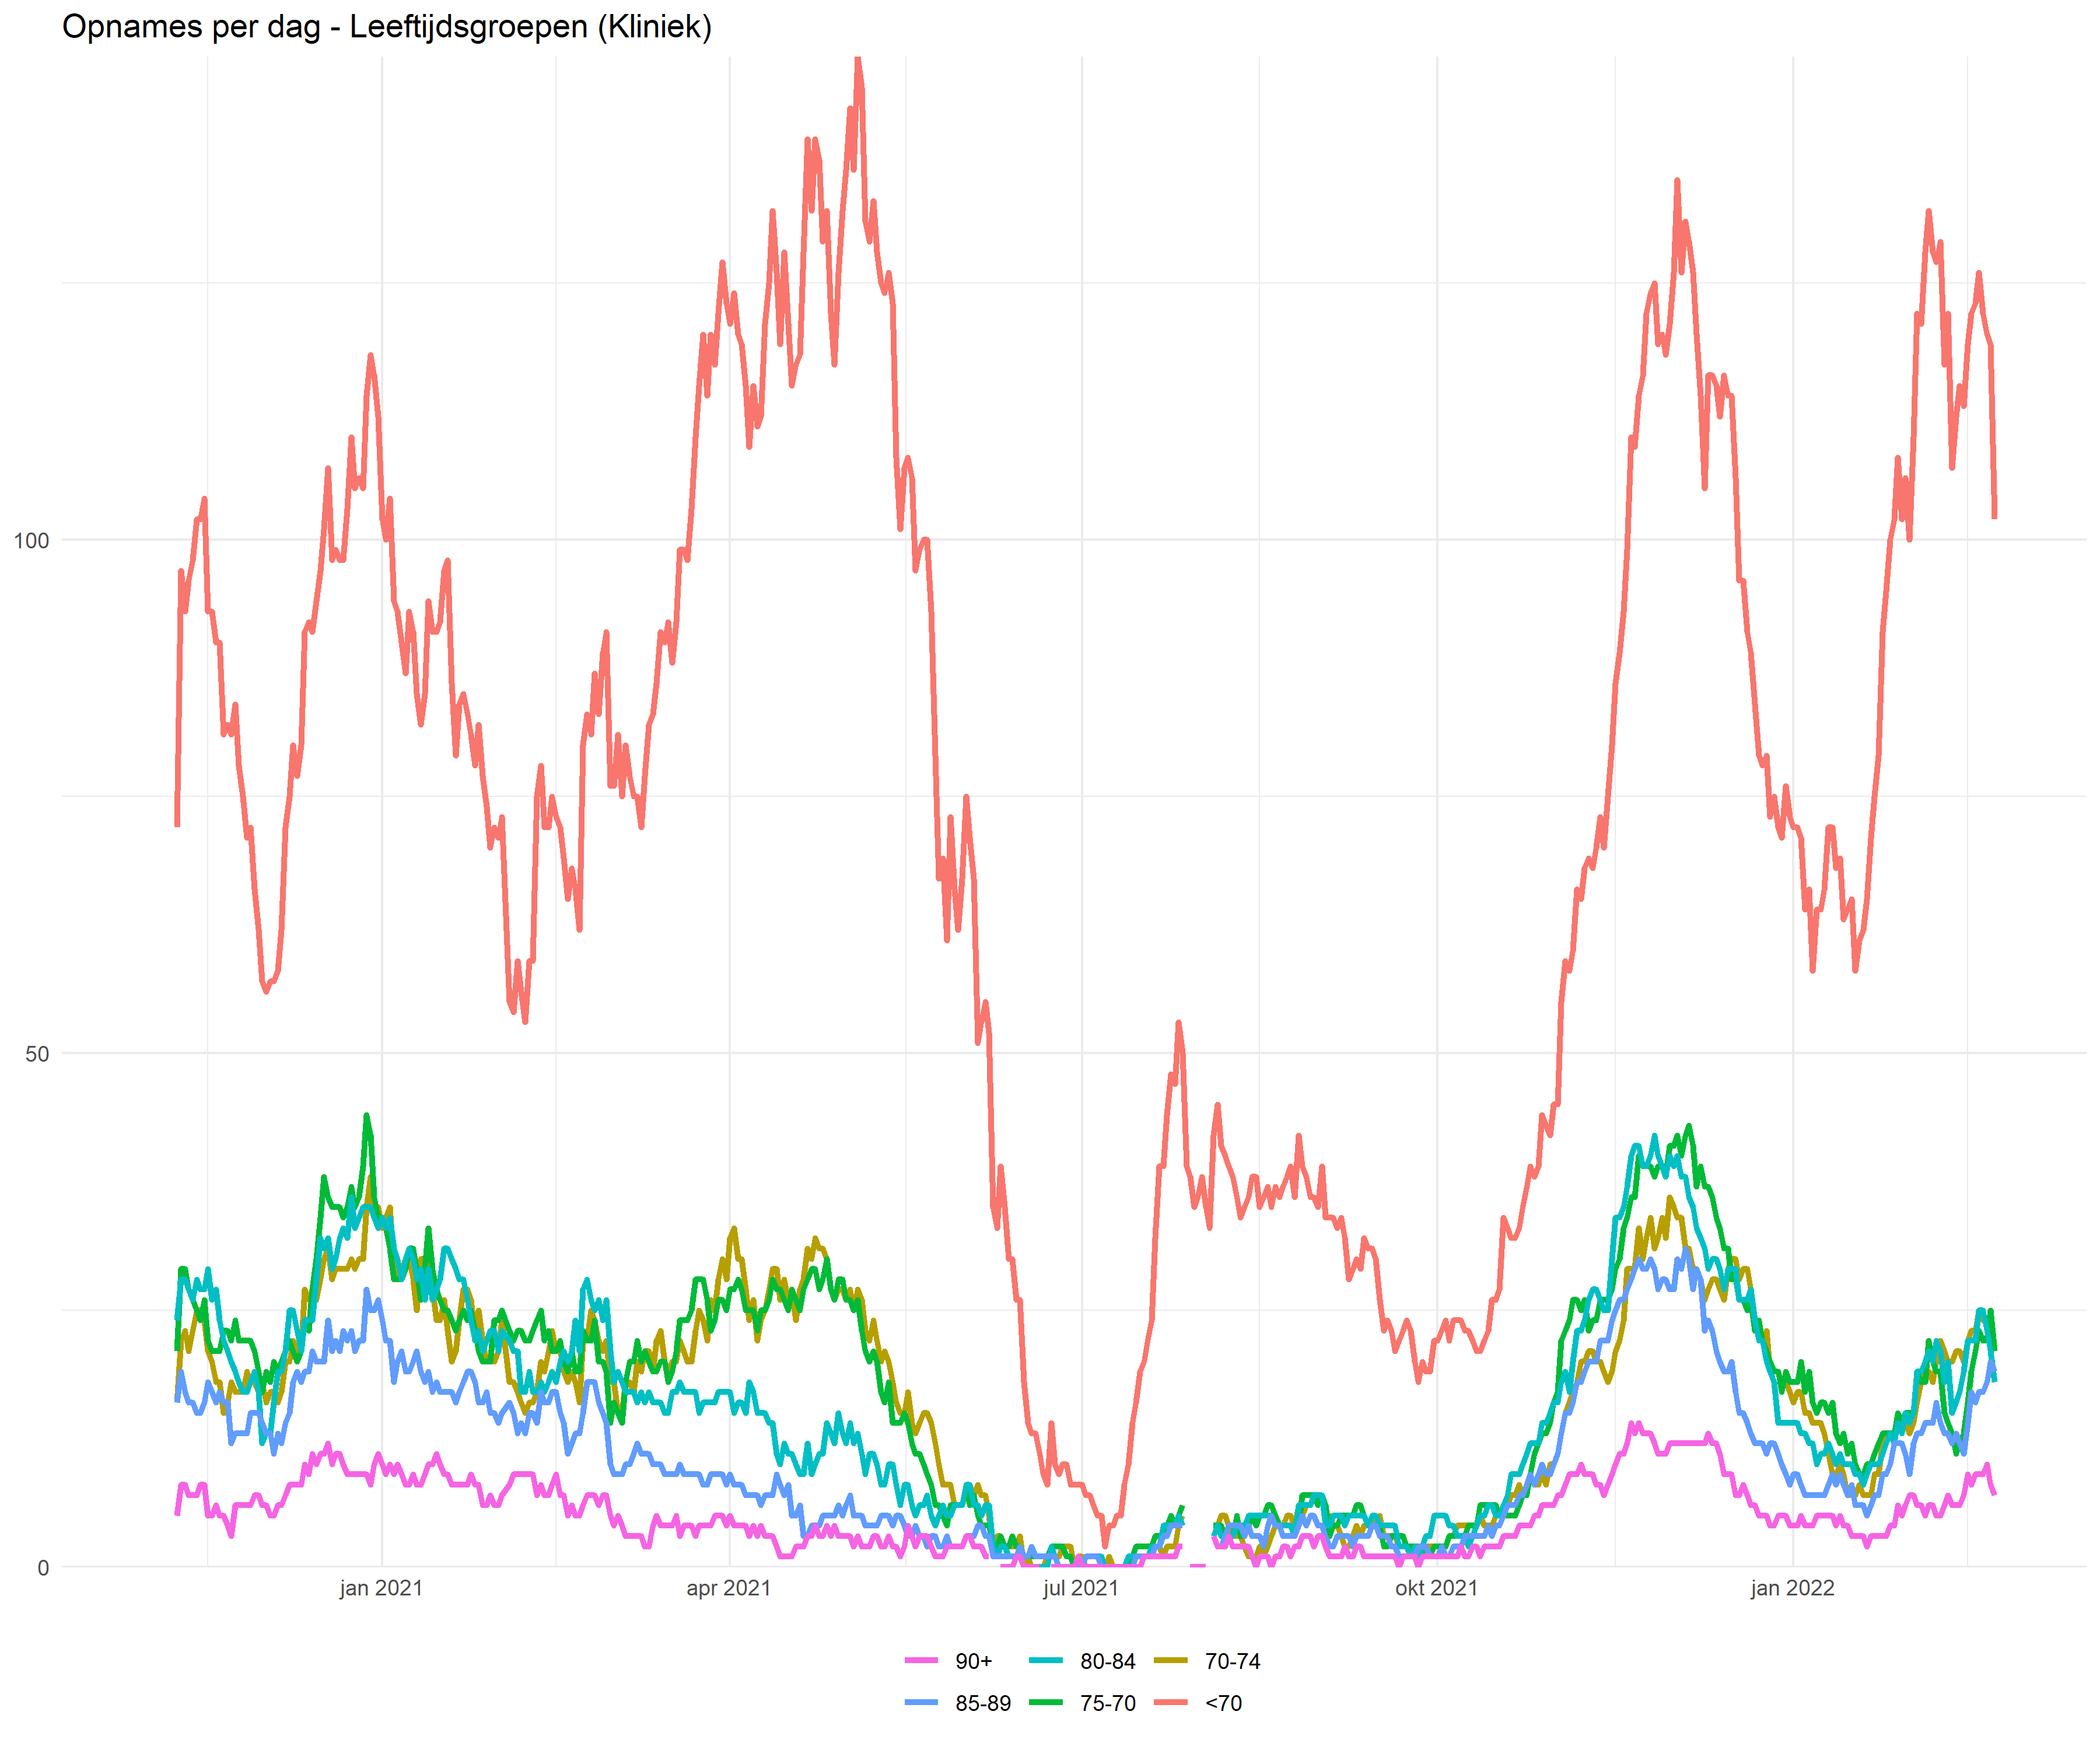 Opnames per dag - Leeftijdsgroepen (Kliniek)
100
50
0
jan 2021 apr 2021 jul 2021 okt 2021 jan 2022
90+ 80-84 70-74
85-89 75-70 <70